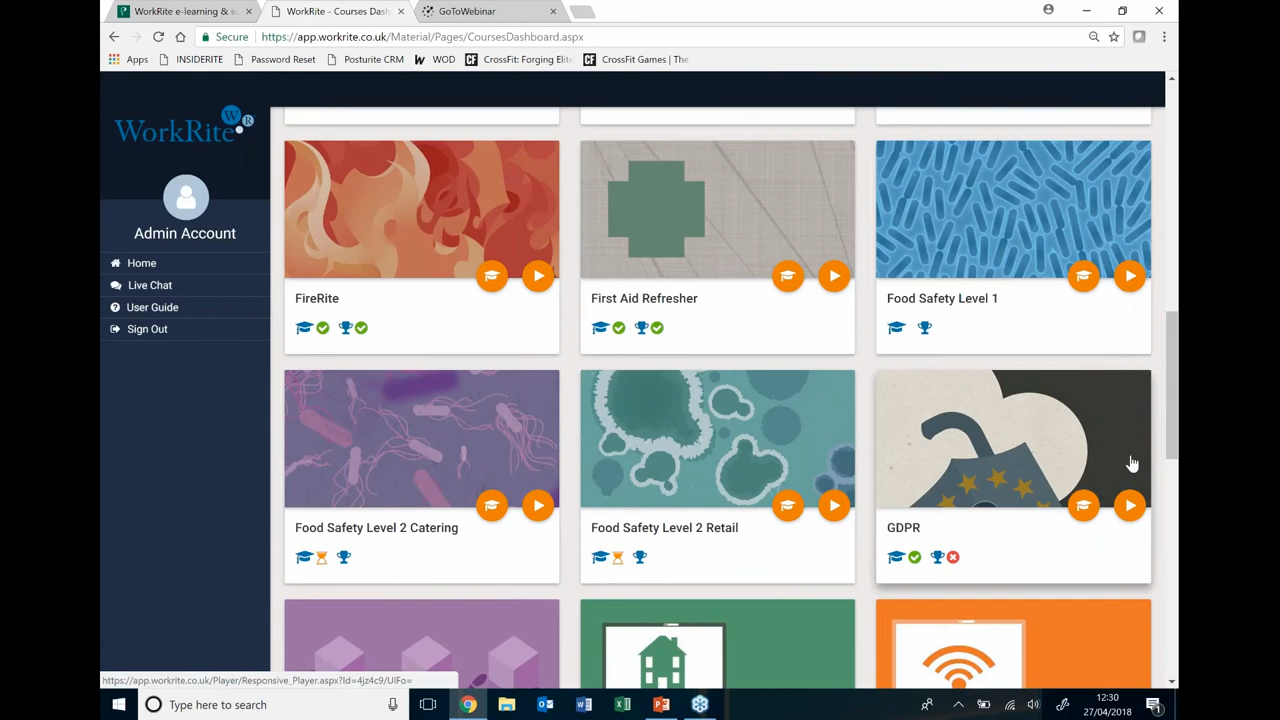 WorkRite e-learning & s
WorkRite - Courses Dash
GoToWebinar
Secure
https://app.workrite.co.uk/Material/Pages/CoursesDashboard.aspx
Apps
INSIDERITE
Password Reset
Posturite CRM
WOD
CrossFit: Forging Elite
CrossFit Games | The
WorkRite
W
R
Admin Account
Home
Live Chat
User Guide
Sign Out
FireRite
First Aid Refresher
Food Safety Level 1
Food Safety Level 2 Catering
Food Safety Level 2 Retail
GDPR
https://app.workrite.co.uk/Player/Responsive_Player.aspx?Id=4jz4c9/UIFo=
Type here to search
12:30
27/04/2018